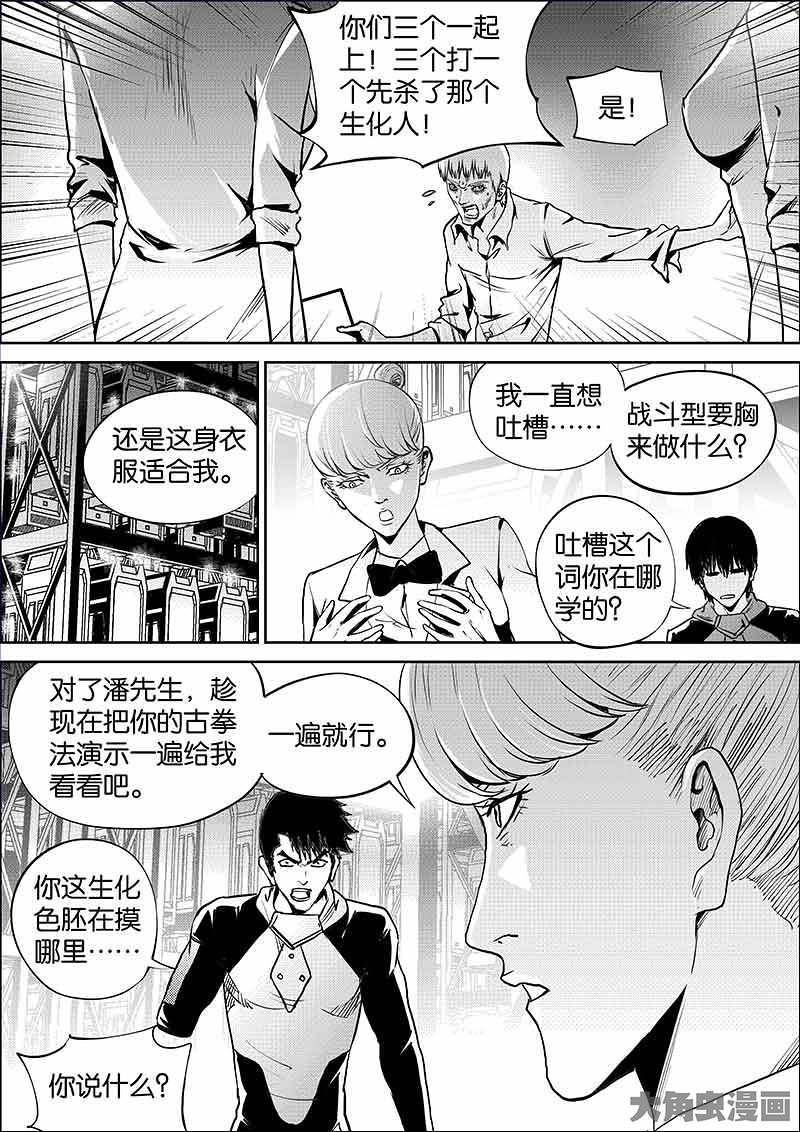 你们三个一起
上！三个打一
个先杀了那个
生化人！
是！
还是这身衣
服适合我。
我一直想
吐槽……
战斗型要胸
来做什么？
吐槽这个
词你在哪
学的？
对了潘先生，趁
现在把你的古拳
法演示一遍给我
看看吧。
一遍就行。
你这生化
色胚在摸
哪里……
你说什么？
大角虫漫画